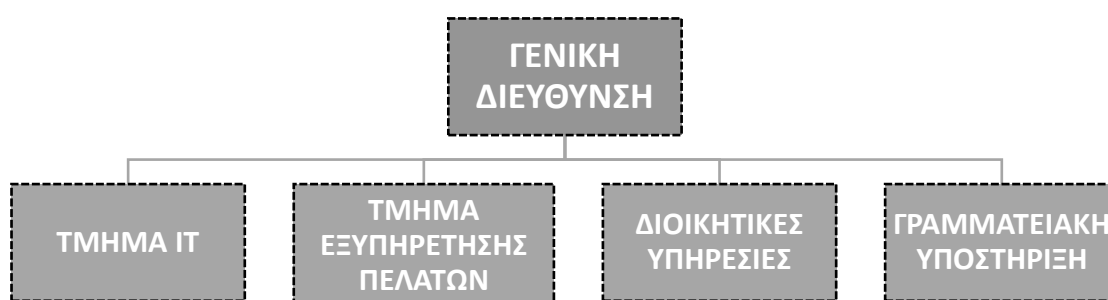 ΓΕΝΙΚΗ
ΔΙΕΥΘΥΝΣΗ
ΤΜΗΜΑ ΙΤ
ΤΜΗΜΑ
ΕΞΥΠΗΡΕΤΗΣΗΣ
ΠΕΛΑΤΩΝ
ΔΙΟΙΚΗΤΙΚΕΣ
ΥΠΗΡΕΣΙΕΣ
ΓΡΑΜΜΑΤΕΙΑΚΗ
ΥΠΟΣΤΗΡΙΞΗ